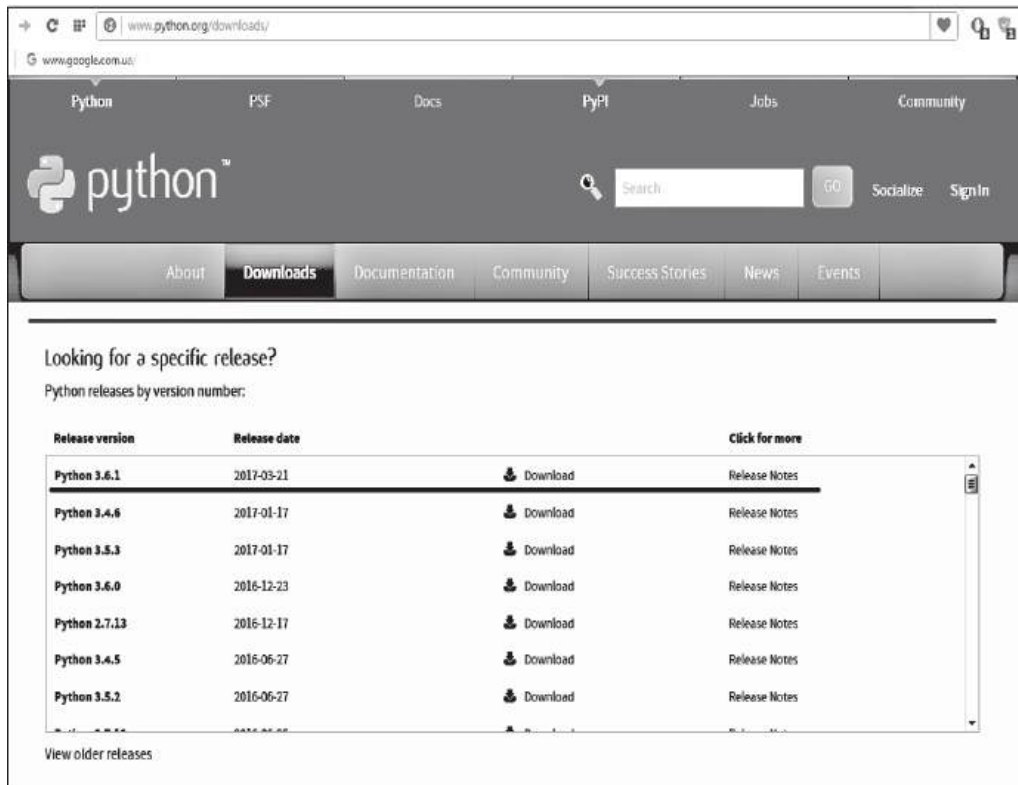 www.python.org/downloads/
www.google.com.ua/
Python PSF Docs PyPI Jobs Community
python™
Search GO Socialize Sign In
About Downloads Documentation Community Success Stories News Events
Looking for a specific release?
Python releases by version number:
Release version Release date Click for more
Python 3.6.1 2017-03-21 Download Release Notes
Python 3.4.6 2017-01-17 Download Release Notes
Python 3.5.3 2017-01-17 Download Release Notes
Python 3.6.0 2016-12-23 Download Release Notes
Python 2.7.13 2016-12-17 Download Release Notes
Python 3.4.5 2016-06-27 Download Release Notes
Python 3.5.2 2016-06-27 Download Release Notes
View older releases